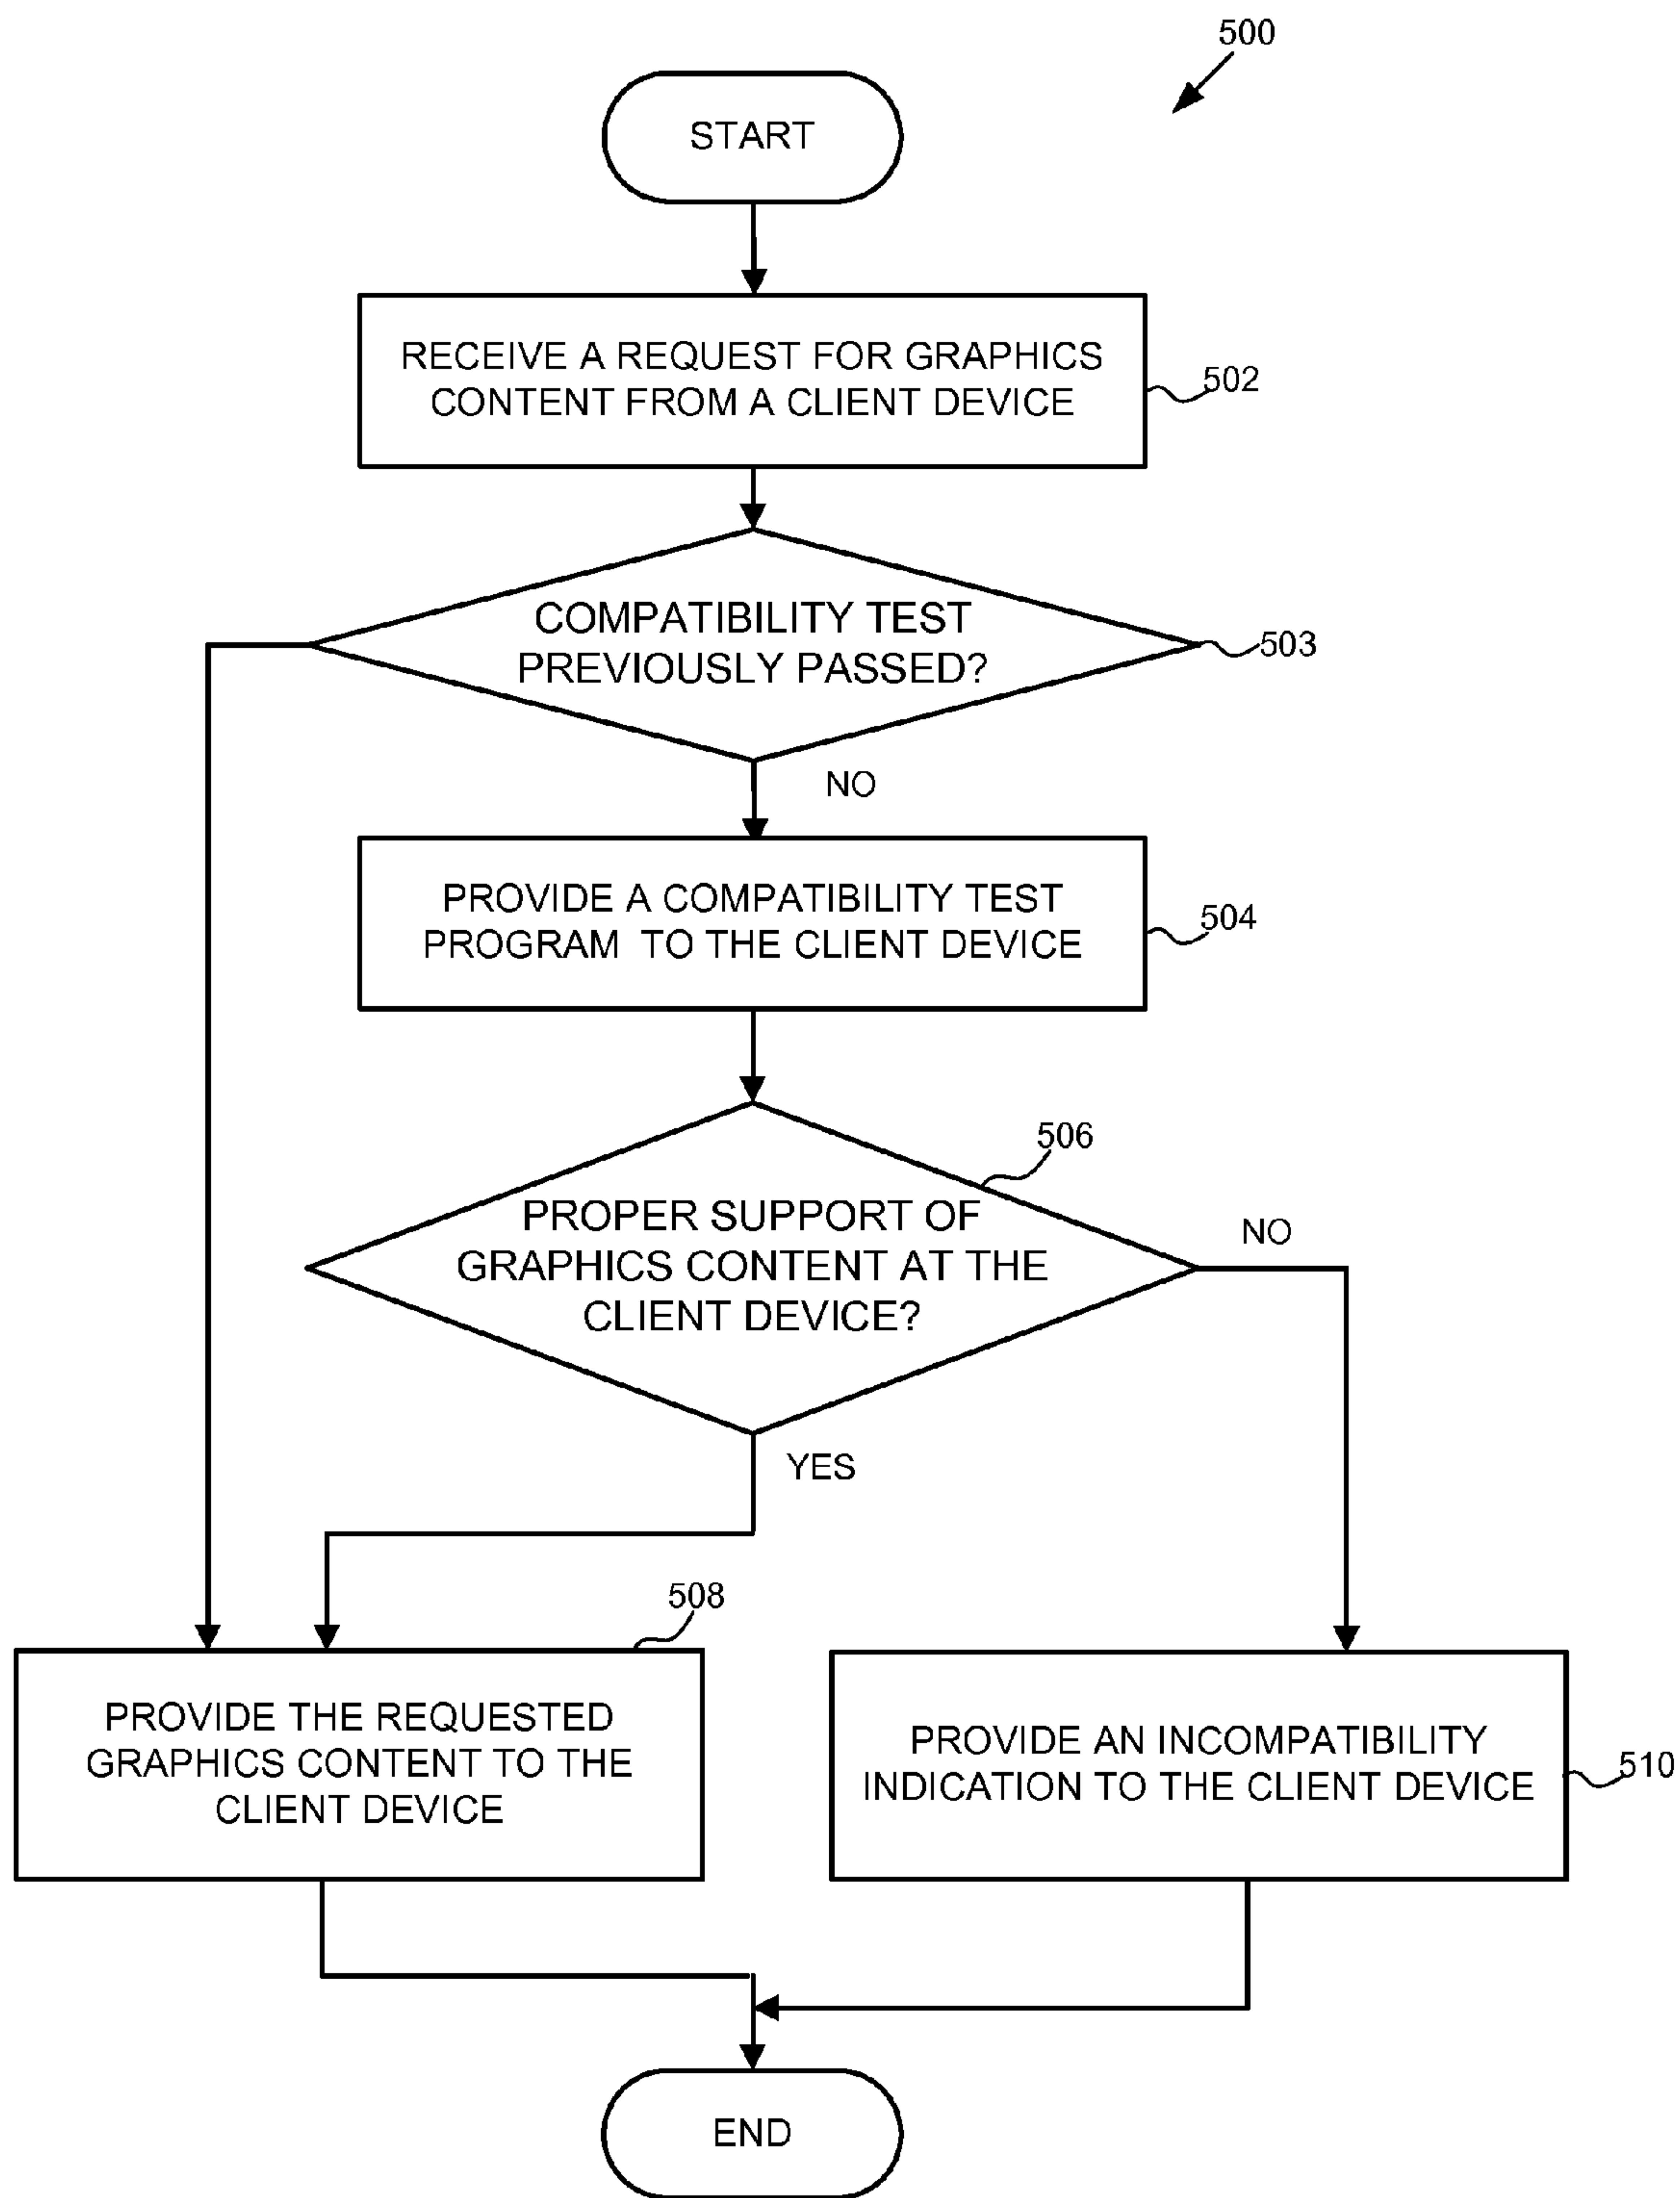 500
START
RECEIVE A REQUEST FOR GRAPHICS
CONTENT FROM A CLIENT DEVICE
502
COMPATIBILITY TEST
PREVIOUSLY PASSED?
503
NO
PROVIDE A COMPATIBILITY TEST
PROGRAM TO THE CLIENT DEVICE
504
506
PROPER SUPPORT OF
GRAPHICS CONTENT AT THE
CLIENT DEVICE?
NO
YES
508
PROVIDE THE REQUESTED
GRAPHICS CONTENT TO THE
CLIENT DEVICE
PROVIDE AN INCOMPATIBILITY
INDICATION TO THE CLIENT DEVICE
510
END